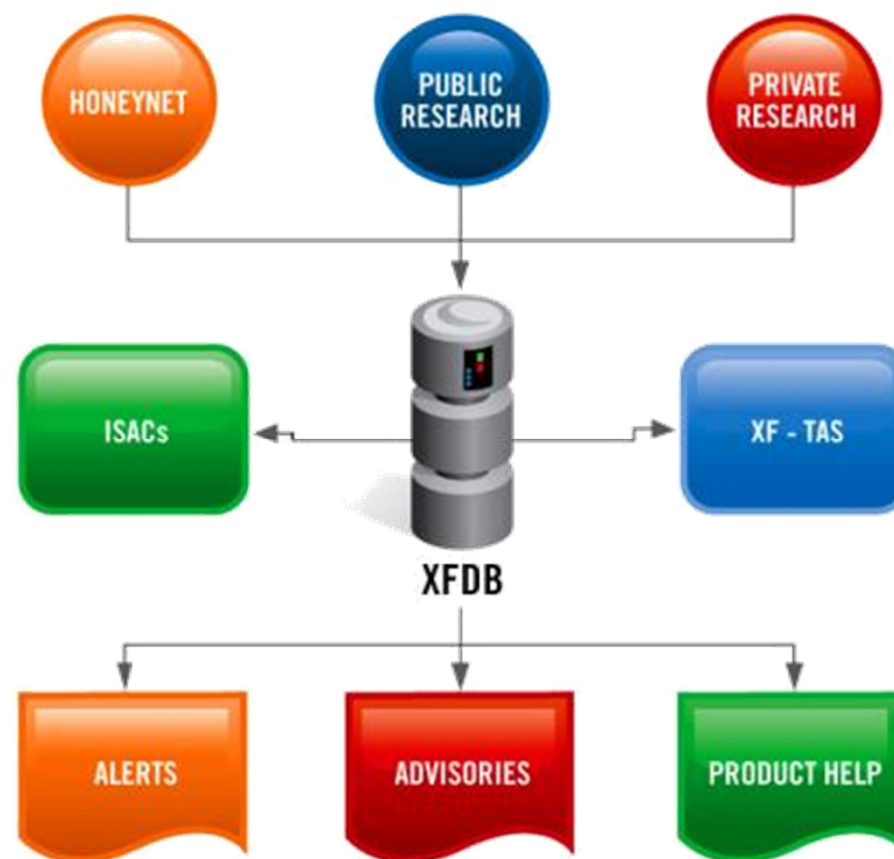 HONEYNET
PUBLIC
RESEARCH
PRIVATE
RESEARCH
ISACs
XF - TAS
XFDB
ALERTS
ADVISORIES
PRODUCT HELP